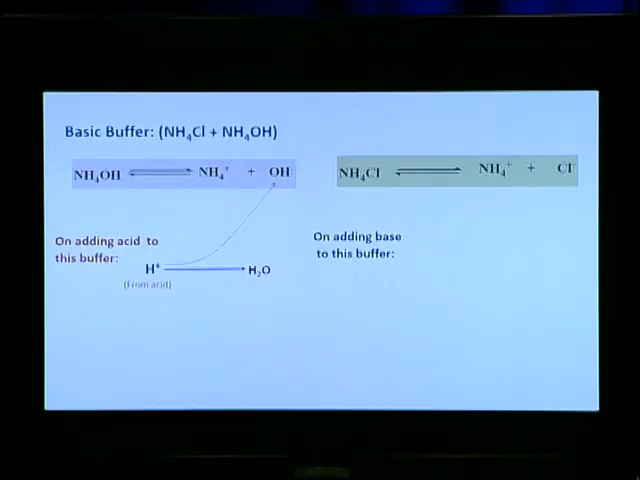 Basic Buffer: (NH₄Cl + NH₄OH)
NH₄OH ⇌ NH₄⁺ + OH⁻
NH₄Cl ⇌ NH₄⁺ + Cl⁻
On adding acid to
this buffer:
H⁺ → H₂O
(From acid)
On adding base
to this buffer: